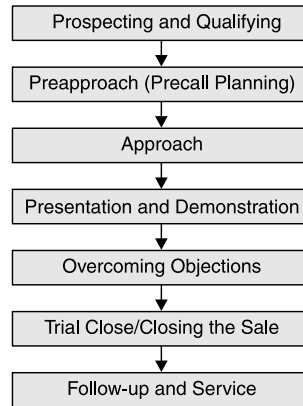 Prospecting and Qualifying
Preapproach (Precall Planning)
Approach
Presentation and Demonstration
Overcoming Objections
Trial Close/Closing the Sale
Follow-up and Service